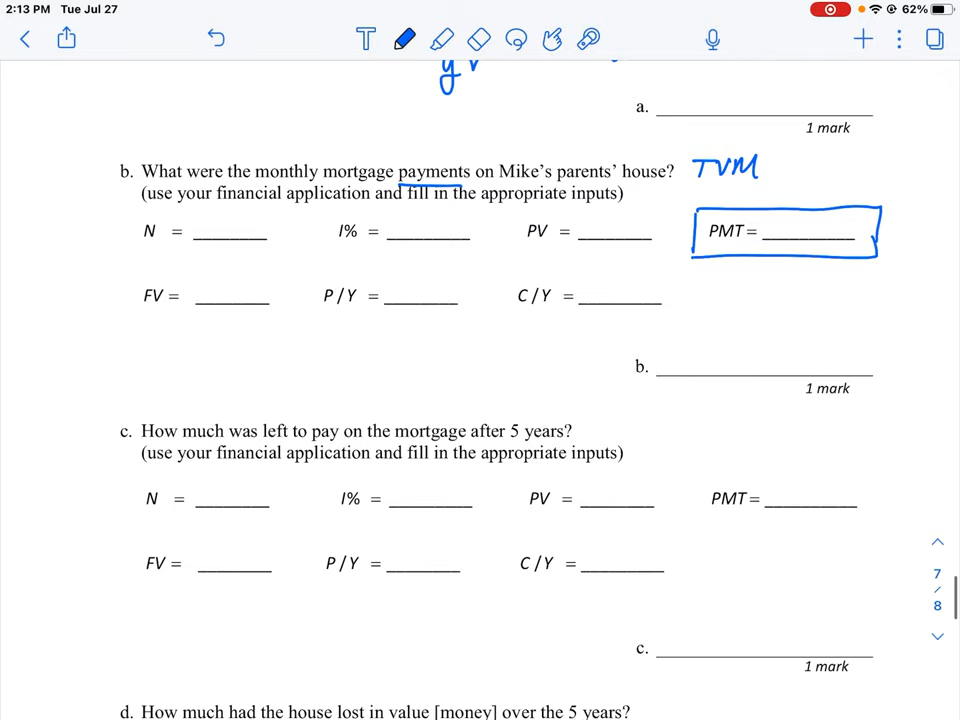 2:13 PM Tue Jul 27 62%
T
y
a. ____________
1 mark
b. What were the monthly mortgage payments on Mike's parents' house? TVM
(use your financial application and fill in the appropriate inputs)
N = ________ I% = _________ PV = ________ PMT = __________
FV = ________ P / Y = ________ C / Y = _________
b. ____________
1 mark
c. How much was left to pay on the mortgage after 5 years?
(use your financial application and fill in the appropriate inputs)
N = ________ I% = _________ PV = ________ PMT = __________
FV = ________ P / Y = ________ C / Y = _________
7
/
8
c. ____________
1 mark
d. How much had the house lost in value [money] over the 5 years?